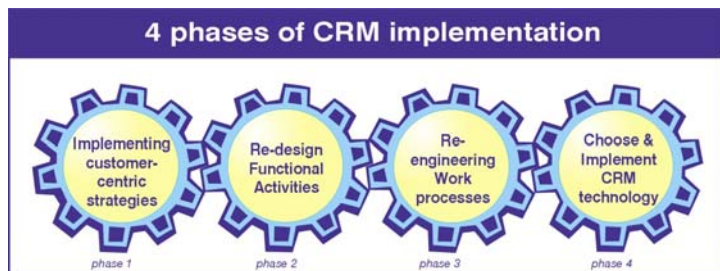 4 phases of CRM implementation
Implementing
customer-
centric
strategies
Re-design
Functional
Activities
Re-
engineering
Work
processes
Choose &
Implement
CRM
technology
phase 1
phase 2
phase 3
phase 4